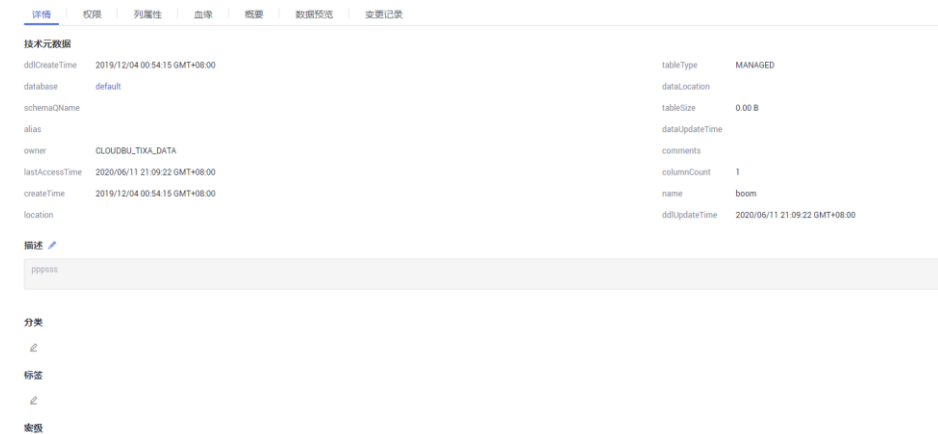 详情 权限 列属性 血缘 概要 数据预览 变更记录
技术元数据
ddlCreateTime 2019/12/04 00:54:15 GMT+08:00 tableType MANAGED
database default dataLocation
schemaQName tableSize 0.00 B
alias dataUpdateTime
owner CLOUDBU_TIXA_DATA comments
lastAccessTime 2020/06/11 21:09:22 GMT+08:00 columnCount 1
createTime 2019/12/04 00:54:15 GMT+08:00 name boom
location ddlUpdateTime 2020/06/11 21:09:22 GMT+08:00
描述
pppsss
分类
标签
密级